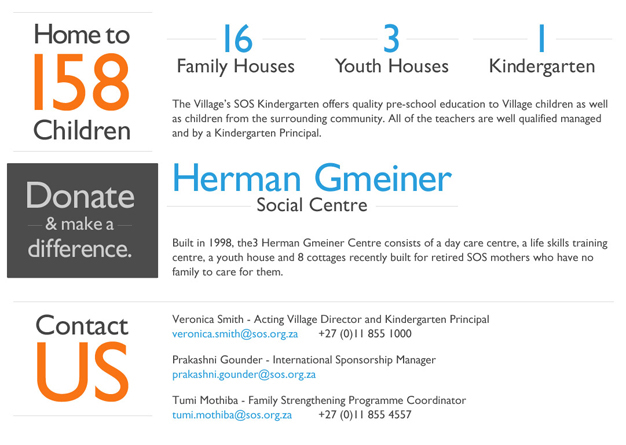 Home to
158
Children
16
Family Houses
3
Youth Houses
1
Kindergarten
The Village's SOS Kindergarten offers quality pre-school education to Village children as well
as children from the surrounding community. All of the teachers are well qualified managed
and by a Kindergarten Principal.
Donate
& make a
difference.
Herman Gmeiner
Social Centre
Built in 1998, the3 Herman Gmeiner Centre consists of a day care centre, a life skills training
centre, a youth house and 8 cottages recently built for retired SOS mothers who have no
family to care for them.
Contact
US
Veronica Smith - Acting Village Director and Kindergarten Principal
veronica.smith@sos.org.za +27 (0)11 855 1000
Prakashni Gounder - International Sponsorship Manager
prakashni.gounder@sos.org.za
Tumi Mothiba - Family Strengthening Programme Coordinator
tumi.mothiba@sos.org.za +27 (0)11 855 4557